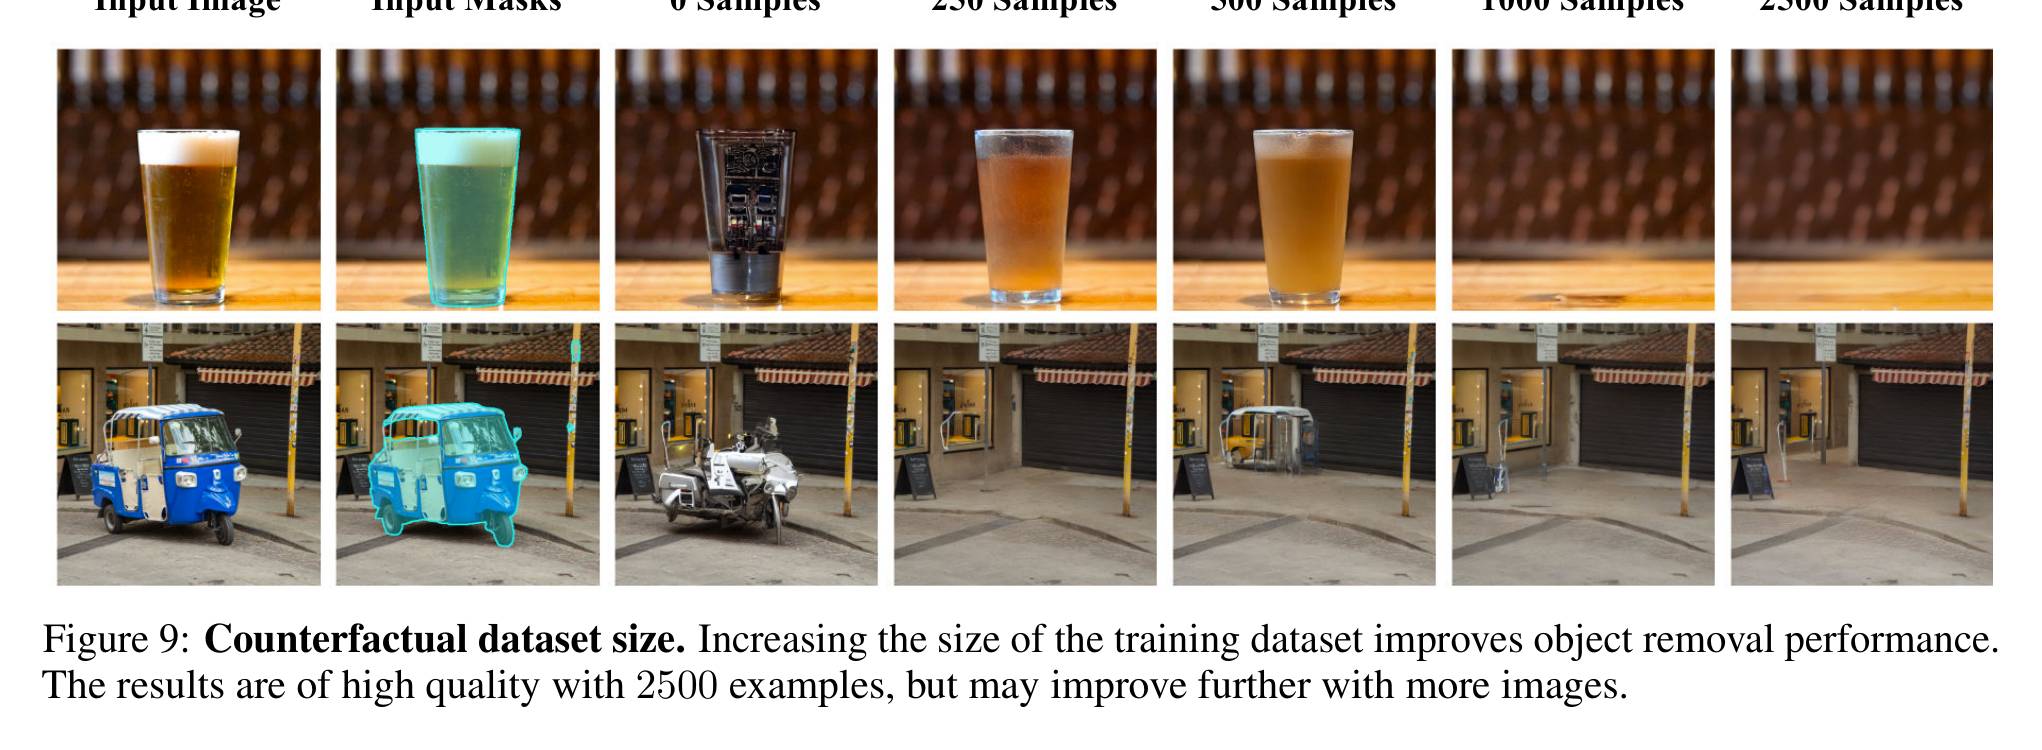 Input Image Input Masks 0 Samples 250 Samples 500 Samples 1000 Samples 2500 Samples
Figure 9: Counterfactual dataset size. Increasing the size of the training dataset improves object removal performance.
The results are of high quality with 2500 examples, but may improve further with more images.